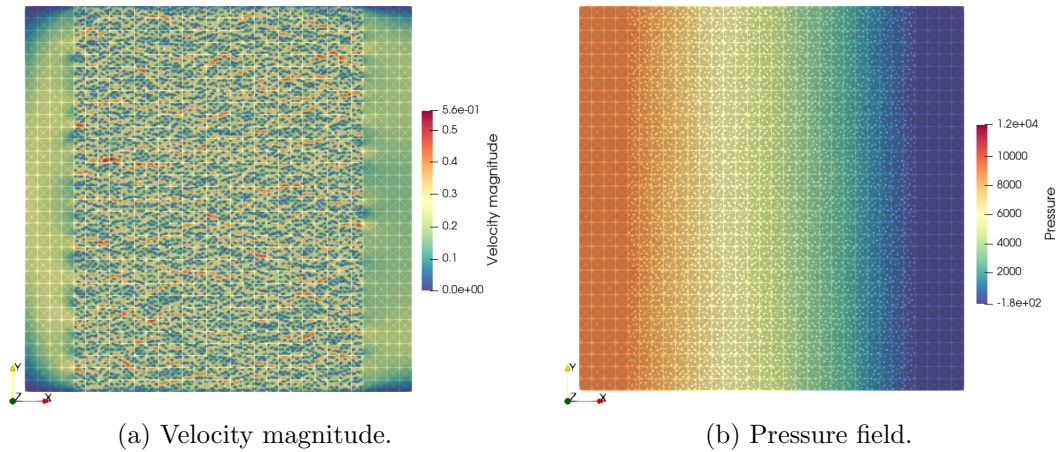 5.6e-01
0.5
0.4
0.3
0.2
0.1
0.0e+00
Velocity magnitude
Y
Z
X
(a) Velocity magnitude.
1.2e+04
10000
8000
6000
4000
2000
-1.8e+02
Pressure
Y
Z
X
(b) Pressure field.